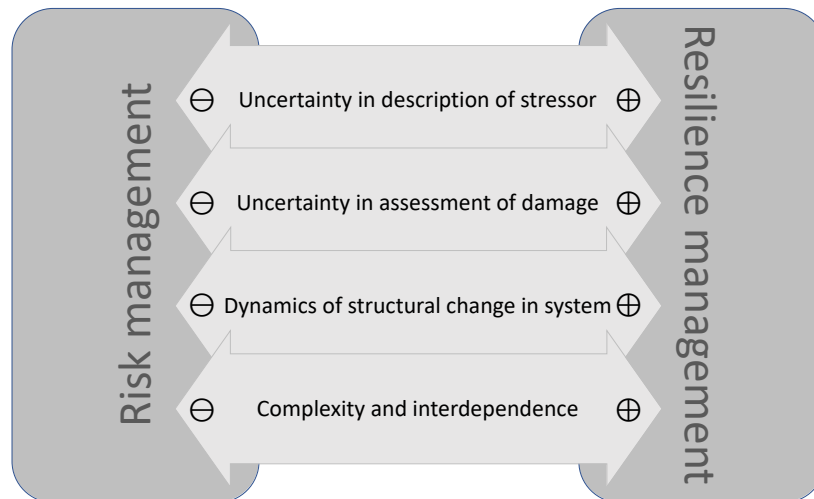 Risk management
⊖ Uncertainty in description of stressor ⊕
⊖ Uncertainty in assessment of damage ⊕
⊖ Dynamics of structural change in system ⊕
⊖ Complexity and interdependence ⊕
Resilience management